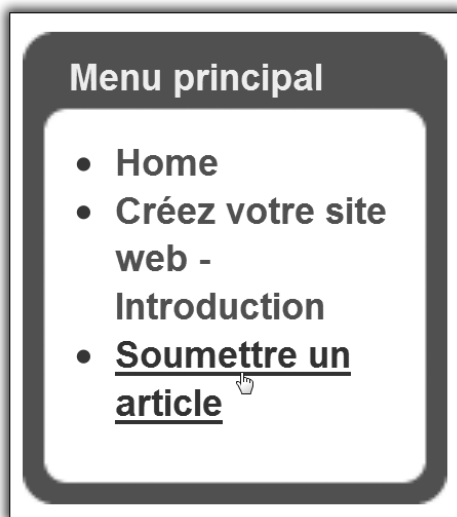 Menu principal
Home
Créez votre site
web -
Introduction
Soumettre un
article